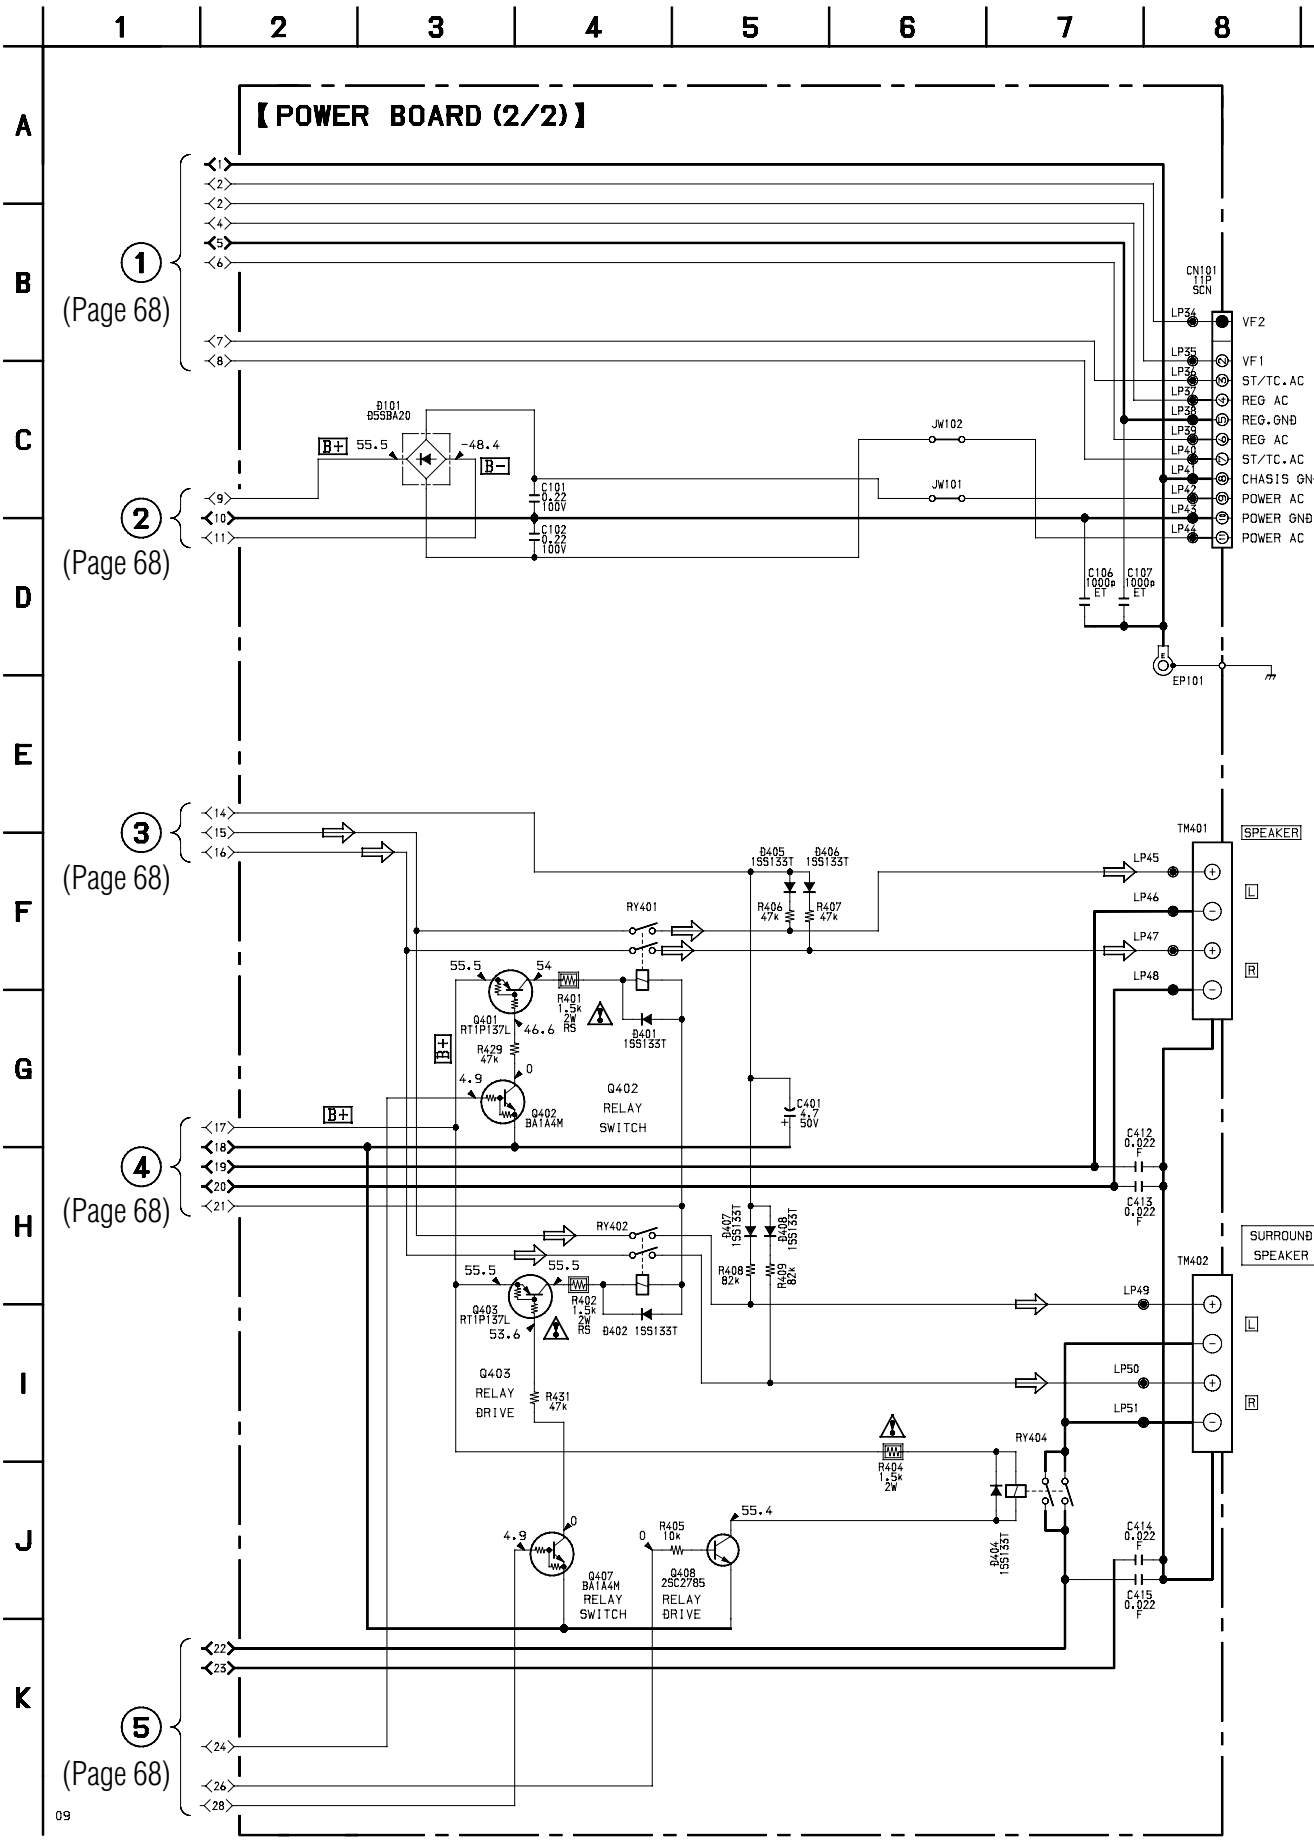 1 2 3 4 5 6 7 8
A
【POWER BOARD (2/2)】
<1>
<2>
<2>
<4>
<5>
<6>
B
1
(Page 68)
CN101
11P
SCN
LP34
VF2
<7>
<8>
LP35
2
VF1
LP36
3
ST/TC.AC
LP37
4
REG AC
LP38
5
REG.GND
LP39
6
REG AC
LP40
7
ST/TC.AC
LP41
8
CHASIS GN
LP42
9
POWER AC
LP43
10
POWER GND
LP44
11
POWER AC
C
D101
D5SBA20
B+
55.5
-48.4
B-
JW102
JW101
C101
0.22
100V
C102
0.22
100V
<9>
<10>
<11>
2
(Page 68)
D
C106
1000p
ET
C107
1000p
ET
E
EP101
E
<14>
<15>
<16>
3
(Page 68)
TM401
SPEAKER
D405
1SS133T
D406
1SS133T
LP45
+
L
LP46
-
LP47
+
R
LP48
-
F
R406
47k
R407
47k
RY401
55.5
54
R401
1.5k
2W
RS
Q401
RT1P137L
46.6
D401
1SS133T
G
B+
R429
47k
0
4.9
Q402
BA1A4M
Q402
RELAY
SWITCH
C401
4.7
50V
+
B+
<17>
<18>
<19>
<20>
<21>
4
(Page 68)
C412
0.022
F
C413
0.022
F
H
RY402
D407
1SS133T
D408
1SS133T
R408
82k
R409
82k
SURROUND
SPEAKER
TM402
55.5
55.5
R402
1.5k
2W
RS
Q403
RT1P137L
53.6
D402 1SS133T
LP49
+
L
-
LP50
+
R
LP51
-
I
Q403
RELAY
DRIVE
R431
47k
R404
1.5k
2W
RY404
J
55.4
0
4.9
0
R405
10k
D404
1SS133T
Q407
BA1A4M
RELAY
SWITCH
Q408
2SC2785
RELAY
DRIVE
C414
0.022
F
C415
0.022
F
<22>
<23>
K
5
(Page 68)
<24>
<26>
<28>
09